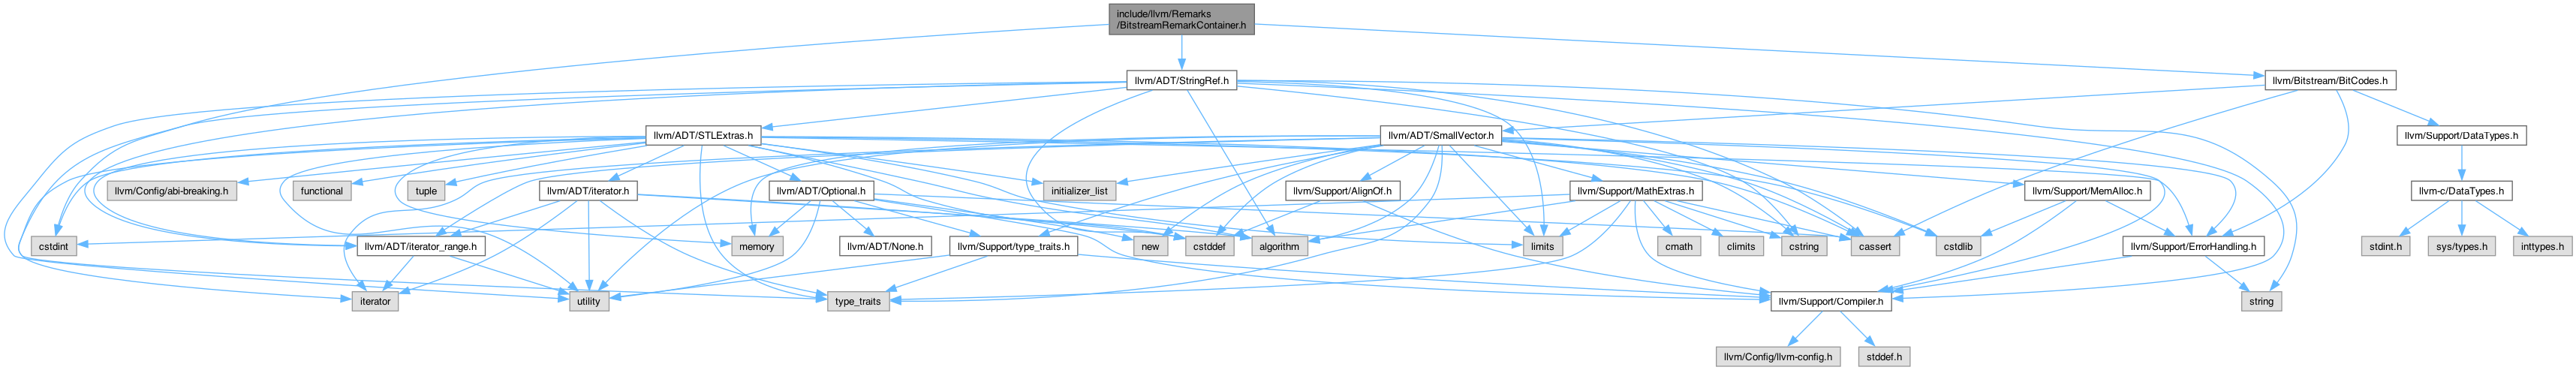 include/llvm/Remarks
/BitstreamRemarkContainer.h
llvm/ADT/StringRef.h
llvm/Bitstream/BitCodes.h
llvm/ADT/STLExtras.h
llvm/ADT/SmallVector.h
llvm/Support/DataTypes.h
llvm/Config/abi-breaking.h
functional
tuple
llvm/ADT/iterator.h
llvm/ADT/Optional.h
initializer_list
llvm/Support/AlignOf.h
llvm/Support/MathExtras.h
llvm/Support/MemAlloc.h
llvm-c/DataTypes.h
cstdint
llvm/ADT/iterator_range.h
memory
llvm/ADT/None.h
llvm/Support/type_traits.h
new
cstddef
algorithm
limits
cmath
climits
cstring
cassert
cstdlib
llvm/Support/ErrorHandling.h
stdint.h
sys/types.h
inttypes.h
iterator
utility
type_traits
llvm/Support/Compiler.h
string
llvm/Config/llvm-config.h
stddef.h